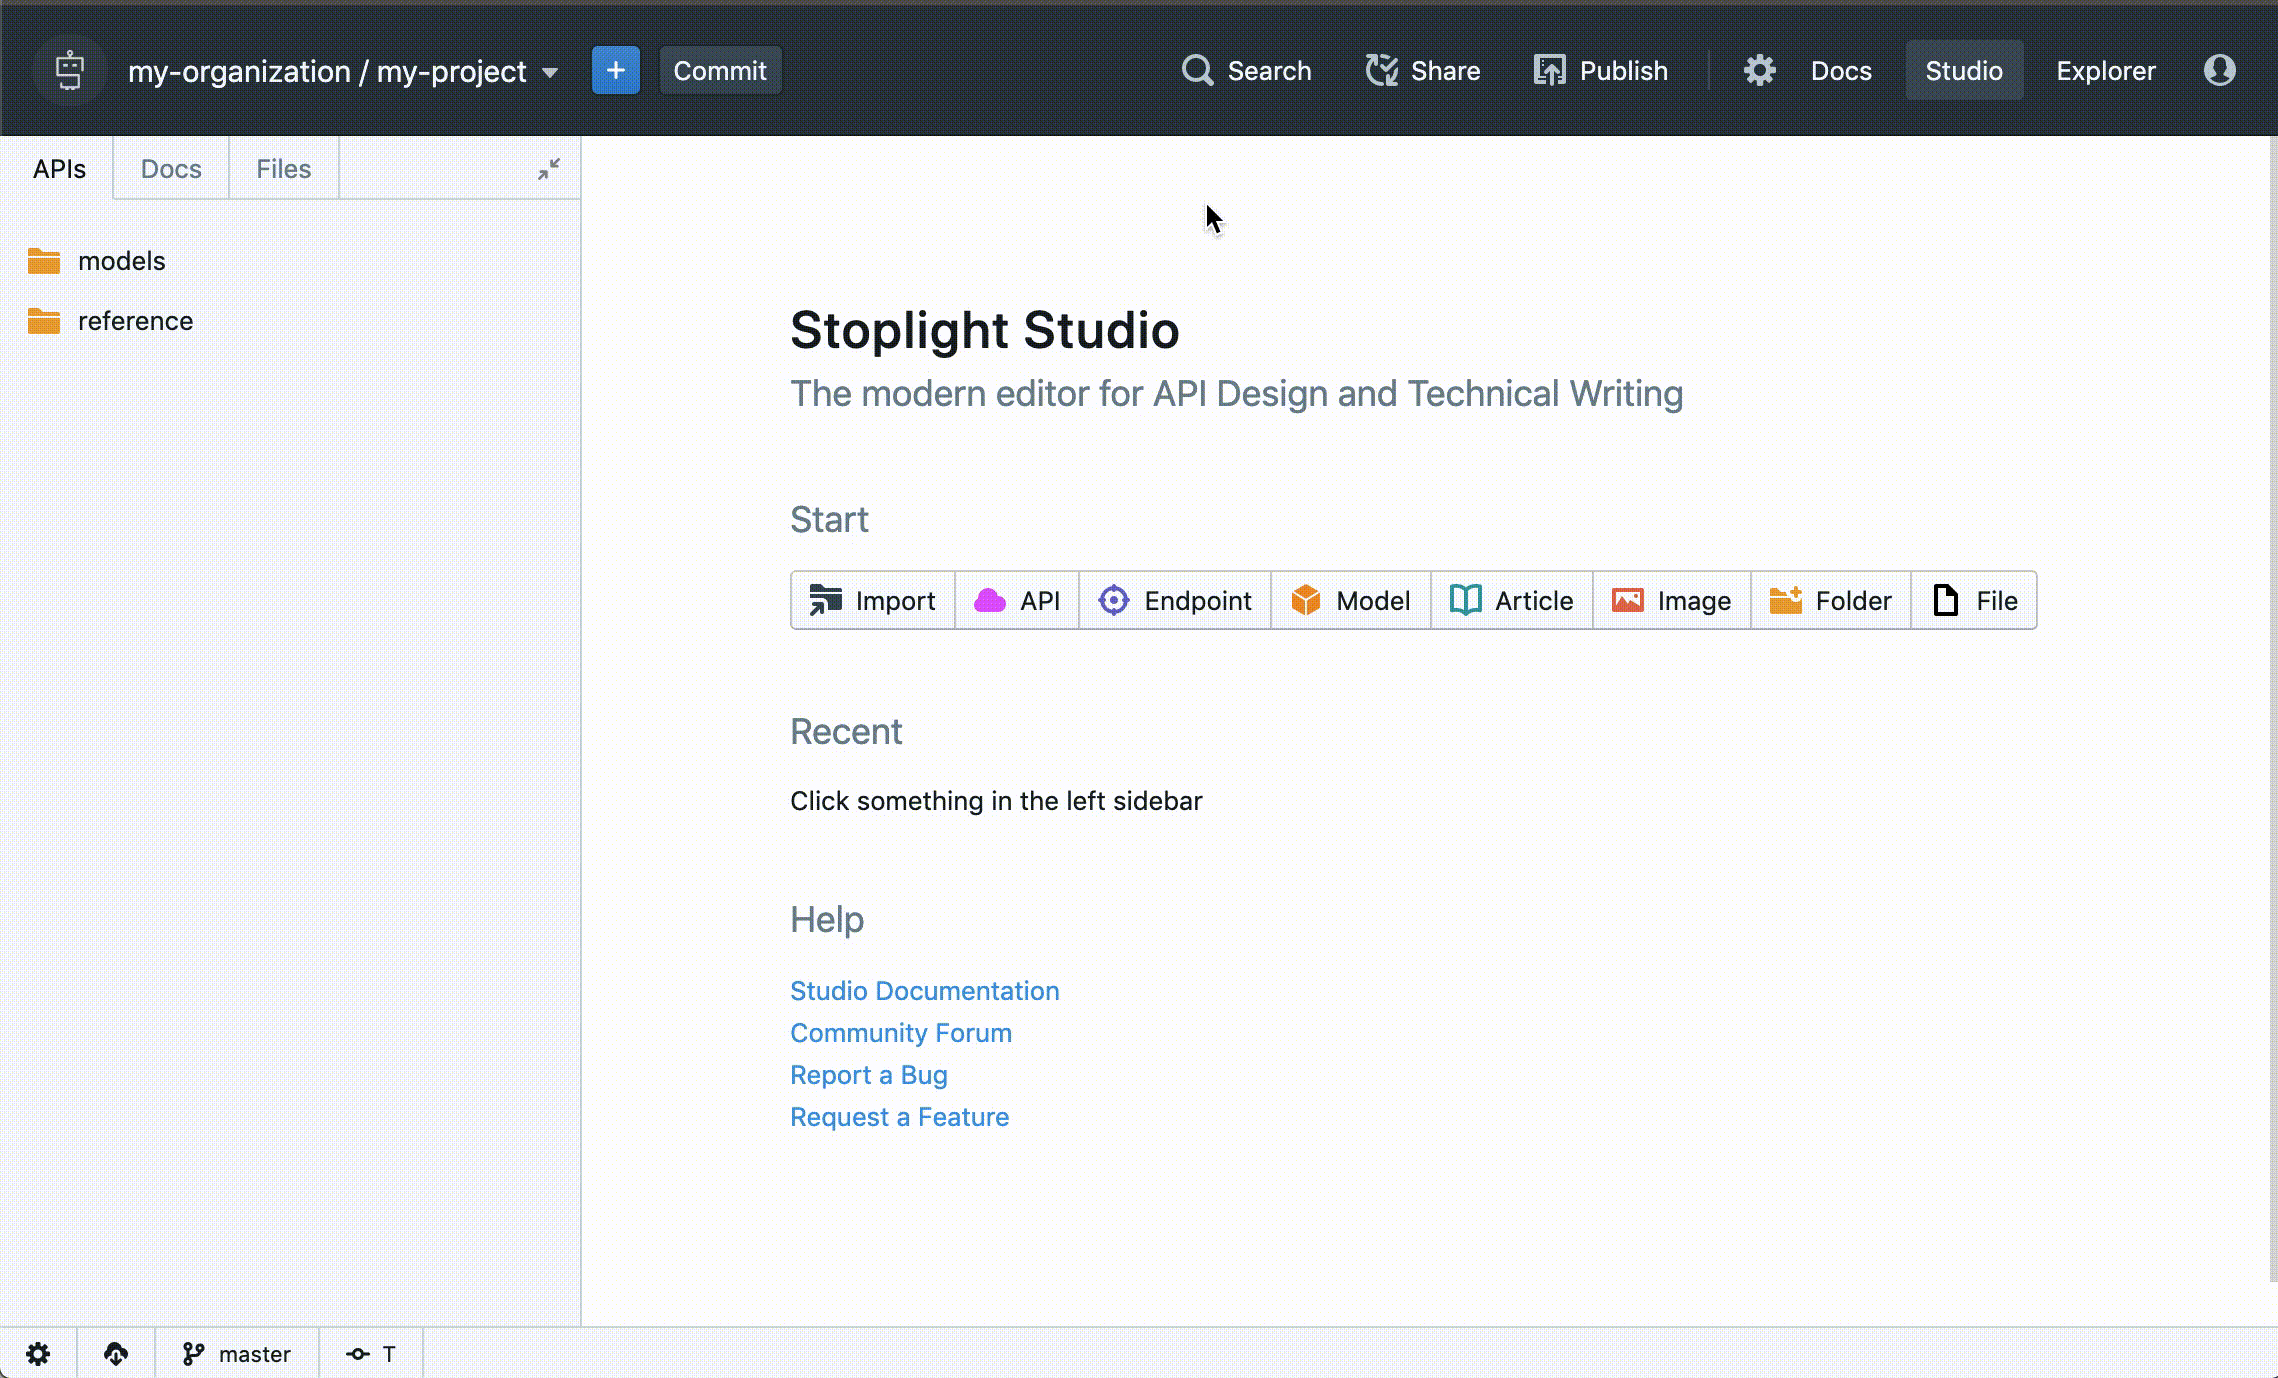 my-organization / my-project + Commit Search Share Publish Docs Studio Explorer
APIs Docs Files
models
reference
Stoplight Studio
The modern editor for API Design and Technical Writing
Start
Import API Endpoint Model Article Image Folder File
Recent
Click something in the left sidebar
Help
Studio Documentation
Community Forum
Report a Bug
Request a Feature
master T